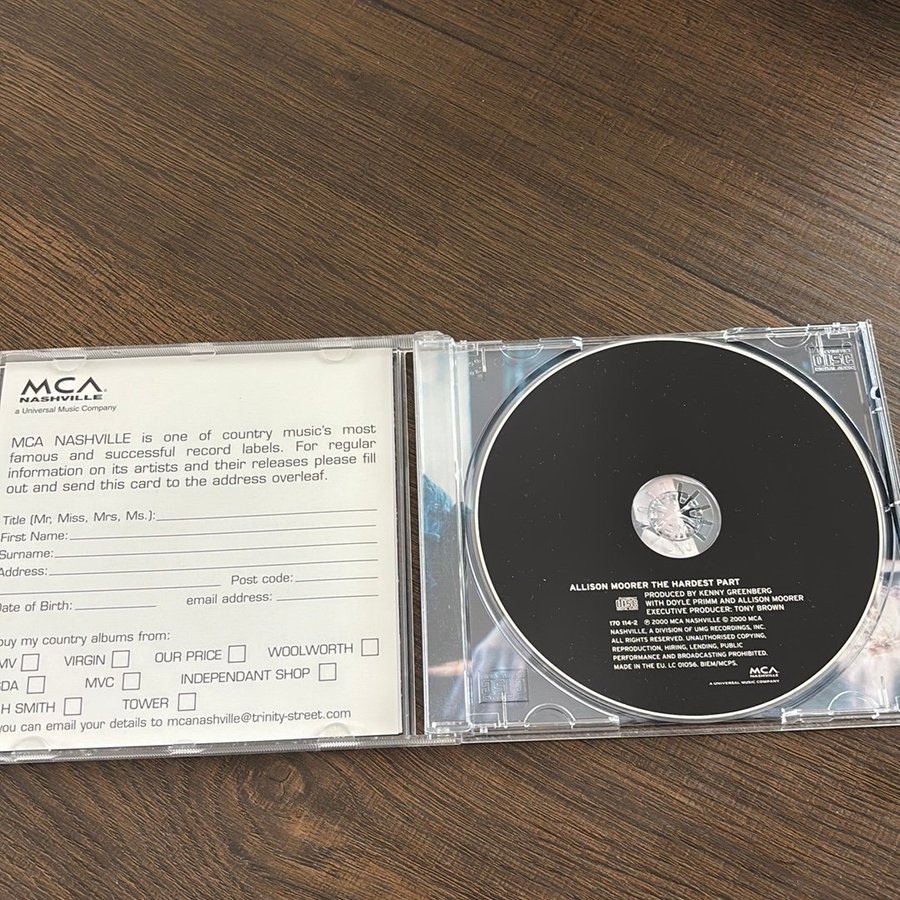 MCA
NASHVILLE
a Universal Music Company
MCA NASHVILLE is one of country music's most
famous and successful record labels. For regular
information on its artists and their releases please fill
out and send this card to the address overleaf.
Title (Mr, Miss, Mrs, Ms.):
First Name:
Surname:
Address:
Post code:
Date of Birth:
email address:
buy my country albums from:
MV
VIRGIN
OUR PRICE
WOOLWORTH
SDA
MVC
INDEPENDANT SHOP
H SMITH
TOWER
you can email your details to mcanashville@trinity-street.com
DISC
DIGITAL AUDIO
ALLISON MOORER THE HARDEST PART
PRODUCED BY KENNY GREENBERG
WITH DOYLE PRIMM AND ALLISON MOORER
EXECUTIVE PRODUCER: TONY BROWN
170 114-2 ℗ 2000 MCA NASHVILLE © 2000 MCA
NASHVILLE, A DIVISION OF UMG RECORDINGS, INC.
ALL RIGHTS RESERVED. UNAUTHORISED COPYING,
REPRODUCTION, HIRING, LENDING, PUBLIC
PERFORMANCE AND BROADCASTING PROHIBITED.
MADE IN THE EU. LC 01056. BIEM/MCPS.
MCA
A UNIVERSAL MUSIC COMPANY